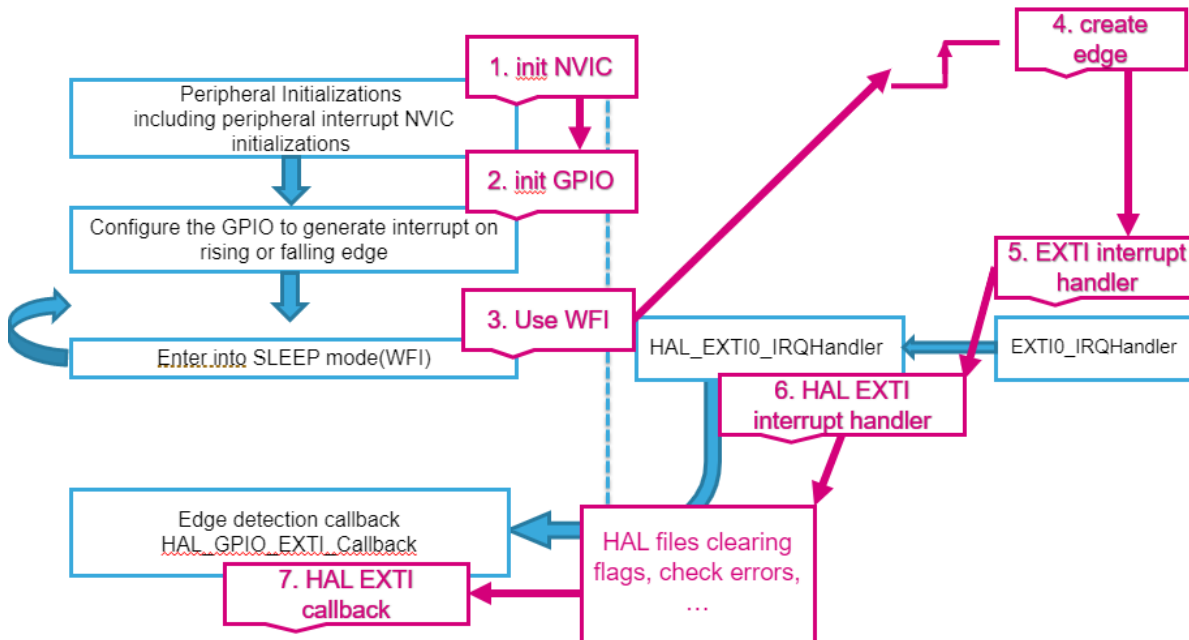 1. init NVIC
Peripheral Initializations
including peripheral interrupt NVIC
initializations
2. init GPIO
Configure the GPIO to generate interrupt on
rising or falling edge
3. Use WFI
Enter into SLEEP mode(WFI)
4. create
edge
5. EXTI interrupt
handler
EXTI0_IRQHandler
HAL_EXTI0_IRQHandler
6. HAL EXTI
interrupt handler
HAL files clearing
flags, check errors,
…
Edge detection callback
HAL_GPIO_EXTI_Callback
7. HAL EXTI
callback